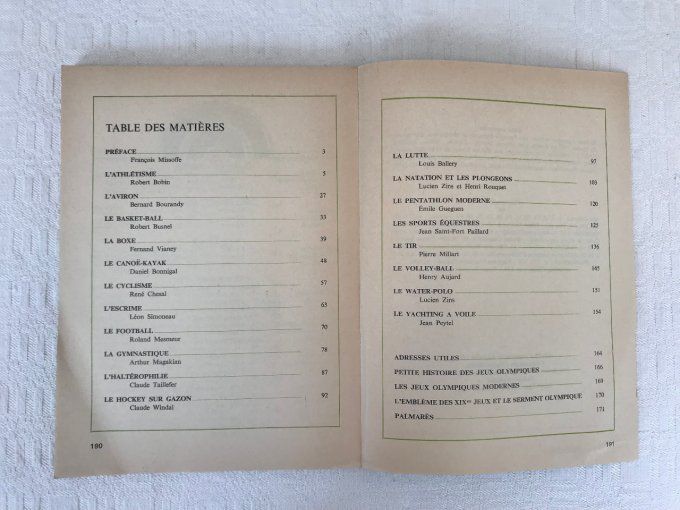 TABLE DES MATIÈRES
PRÉFACE 3
François Missoffe
L'ATHLÉTISME 5
Robert Bobin
L'AVIRON 27
Bernard Bourandy
LE BASKET-BALL 33
Robert Busnel
LA BOXE 39
Fernand Vianey
LE CANOË-KAYAK 48
Daniel Bonnigal
LE CYCLISME 57
René Chesal
L'ESCRIME 63
Léon Simoneau
LE FOOTBALL 70
Roland Mesmeur
LA GYMNASTIQUE 78
Arthur Magakian
L'HALTÉROPHILIE 87
Claude Taillefer
LE HOCKEY SUR GAZON 92
Claude Windal
190
LA LUTTE 97
Louis Ballery
LA NATATION ET LES PLONGEONS 105
Lucien Zins et Henri Rouquet
LE PENTATHLON MODERNE 120
Émile Gueguen
LES SPORTS ÉQUESTRES 125
Jean Saint-Fort Paillard
LE TIR 136
Pierre Millart
LE VOLLEY-BALL 145
Henry Aujard
LE WATER-POLO 151
Lucien Zins
LE YACHTING A VOILE 154
Jean Peytel
ADRESSES UTILES 164
PETITE HISTOIRE DES JEUX OLYMPIQUES 166
LES JEUX OLYMPIQUES MODERNES 169
L'EMBLÈME DES XIXes JEUX ET LE SERMENT OLYMPIQUE 170
PALMARÈS 171
191